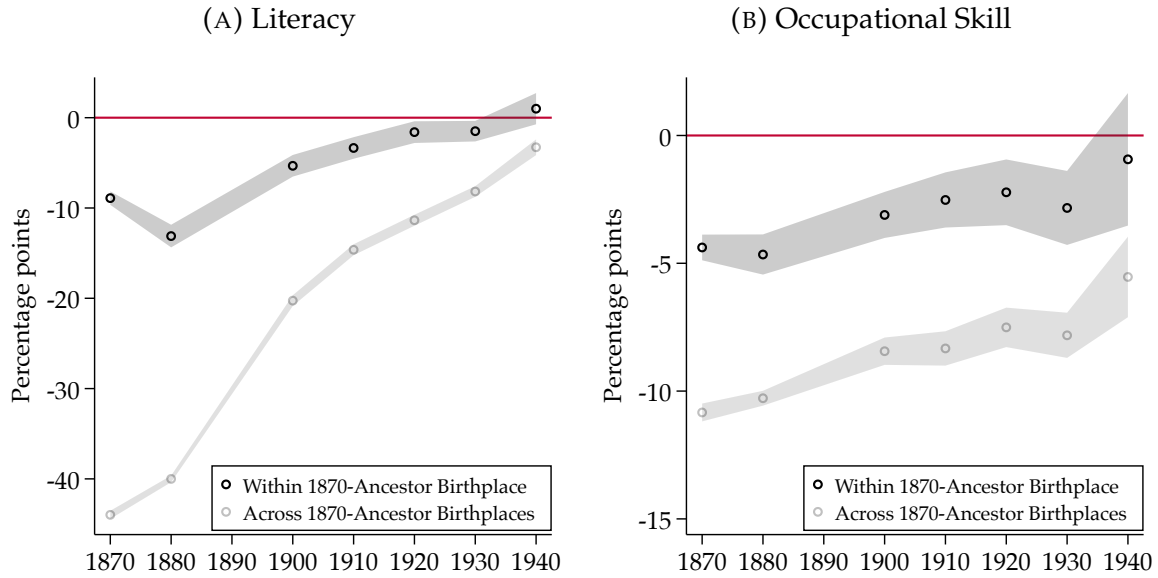 (A) Literacy
Percentage points
0
-10
-20
-30
-40
Within 1870-Ancestor Birthplace
Across 1870-Ancestor Birthplaces
1870 1880 1890 1900 1910 1920 1930 1940
(B) Occupational Skill
Percentage points
0
-5
-10
-15
Within 1870-Ancestor Birthplace
Across 1870-Ancestor Birthplaces
1870 1880 1890 1900 1910 1920 1930 1940